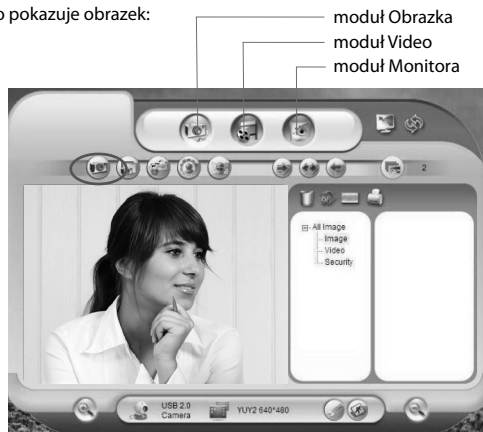 o pokazuje obrazek:
moduł Obrazka
moduł Video
moduł Monitora
2
All Image
Image
Video
Security
USB 2.0
Camera
YUY2 640*480